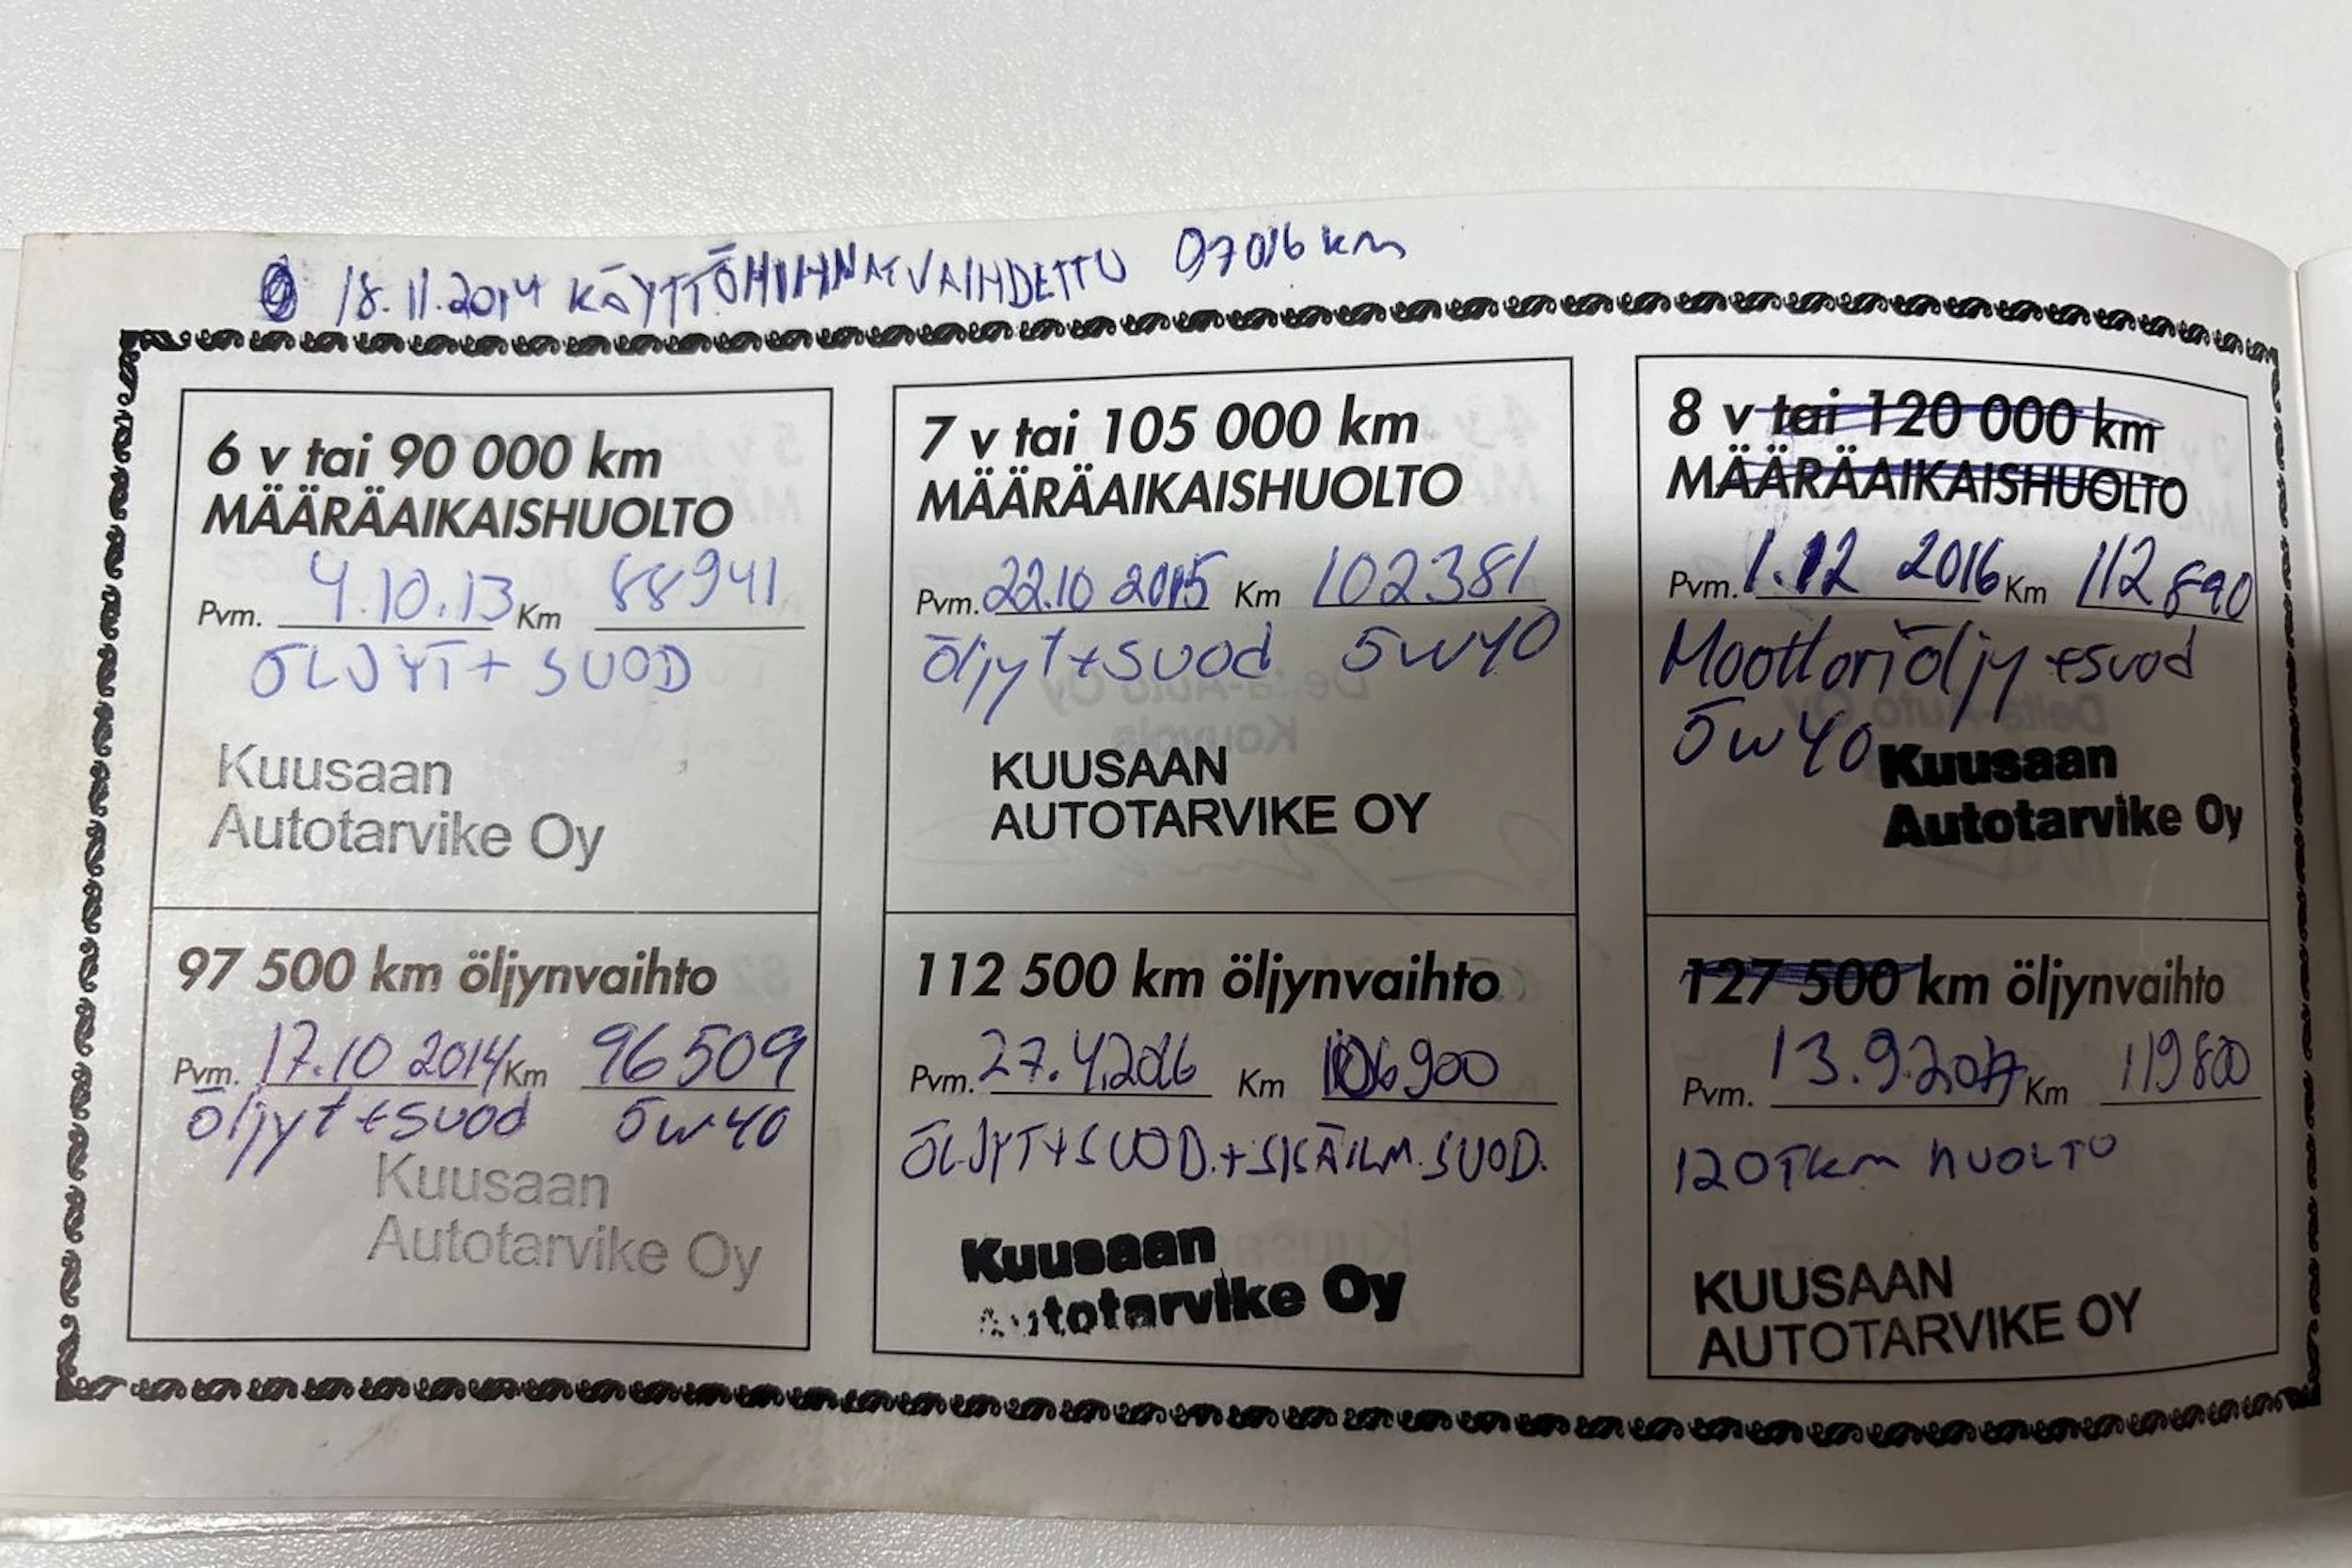 18.11.2014 KÄYTTÖHIHNAT VAIHDETTU 97016 km
6 v tai 90 000 km
MÄÄRÄAIKAISHUOLTO
Pvm. 4.10.13 Km 88941
ÖLJYT + SUOD
Kuusaan
Autotarvike Oy
97 500 km öljynvaihto
Pvm. 17.10 2014 Km 96509
öljyt + suod 5w40
Kuusaan
Autotarvike Oy
7 v tai 105 000 km
MÄÄRÄAIKAISHUOLTO
Pvm. 22.10 2015 Km 102381
öljyt + suod 5w40
KUUSAAN
AUTOTARVIKE OY
112 500 km öljynvaihto
Pvm. 27.4.2016 Km 106900
ÖLJYT + SUOD. + SISÄILM. SUOD.
Kuusaan
Autotarvike Oy
8 v tai 120 000 km
MÄÄRÄAIKAISHUOLTO
Pvm. 1.12 2016 Km 112890
Moottoriöljy + suod
5w40
Kuusaan
Autotarvike Oy
127 500 km öljynvaihto
Pvm. 13.9.2017 Km 119800
120 Tkm HUOLTO
KUUSAAN
AUTOTARVIKE OY